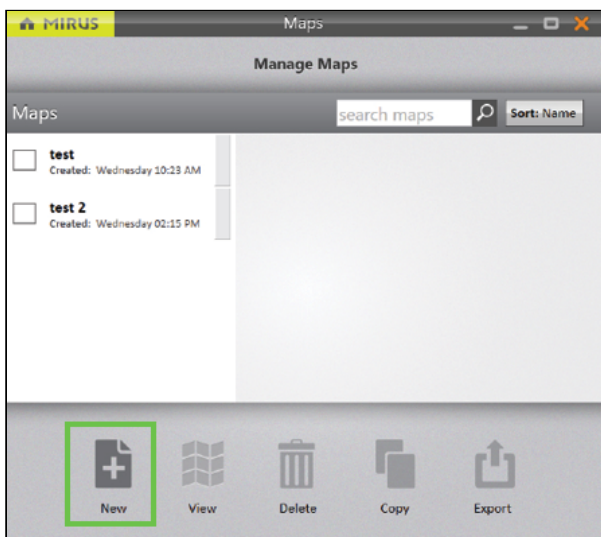 MIRUS
Maps
Manage Maps
Maps
search maps
Sort: Name
test
Created: Wednesday 10:23 AM
test 2
Created: Wednesday 02:15 PM
New
View
Delete
Copy
Export